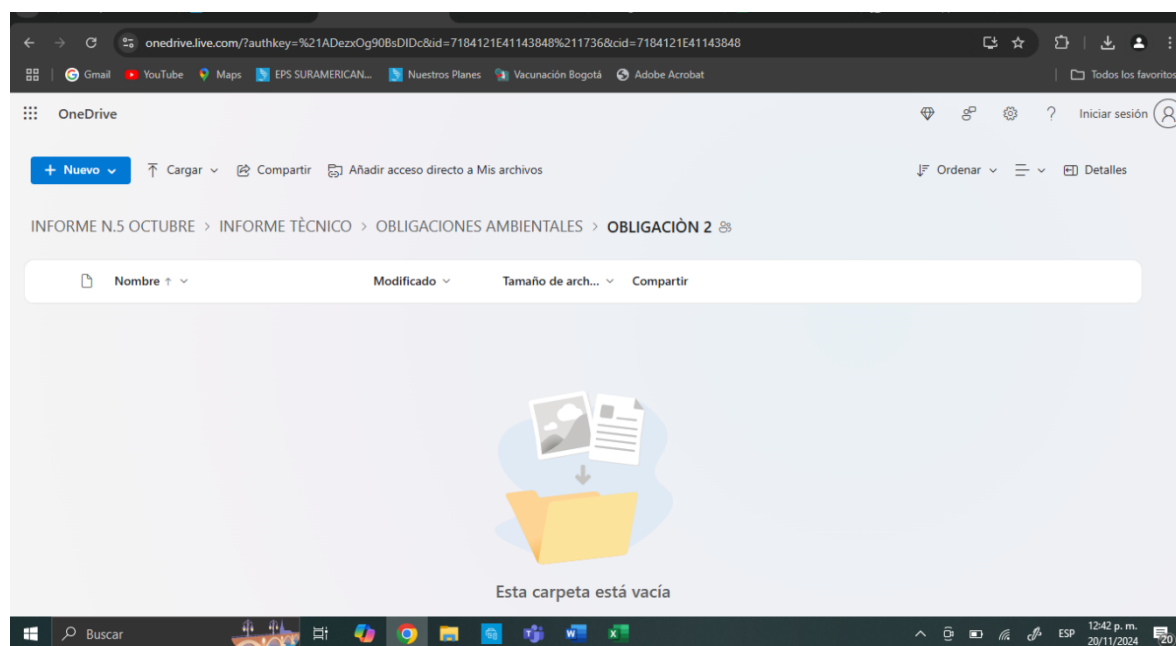 onedrive.live.com/?authkey=%21ADezxOg90BsDIDc&id=7184121E41143848%211736&cid=7184121E41143848
Gmail YouTube Maps EPS SURAMERICAN... Nuestros Planes Vacunación Bogotá Adobe Acrobat Todos los favoritos
OneDrive ? Iniciar sesión
+ Nuevo Cargar Compartir Añadir acceso directo a Mis archivos Ordenar Detalles
INFORME N.5 OCTUBRE > INFORME TÈCNICO > OBLIGACIONES AMBIENTALES > OBLIGACIÒN 2
Nombre ↑ Modificado Tamaño de arch... Compartir
Esta carpeta está vacía
Buscar ESP 12:42 p. m.
20/11/2024 20